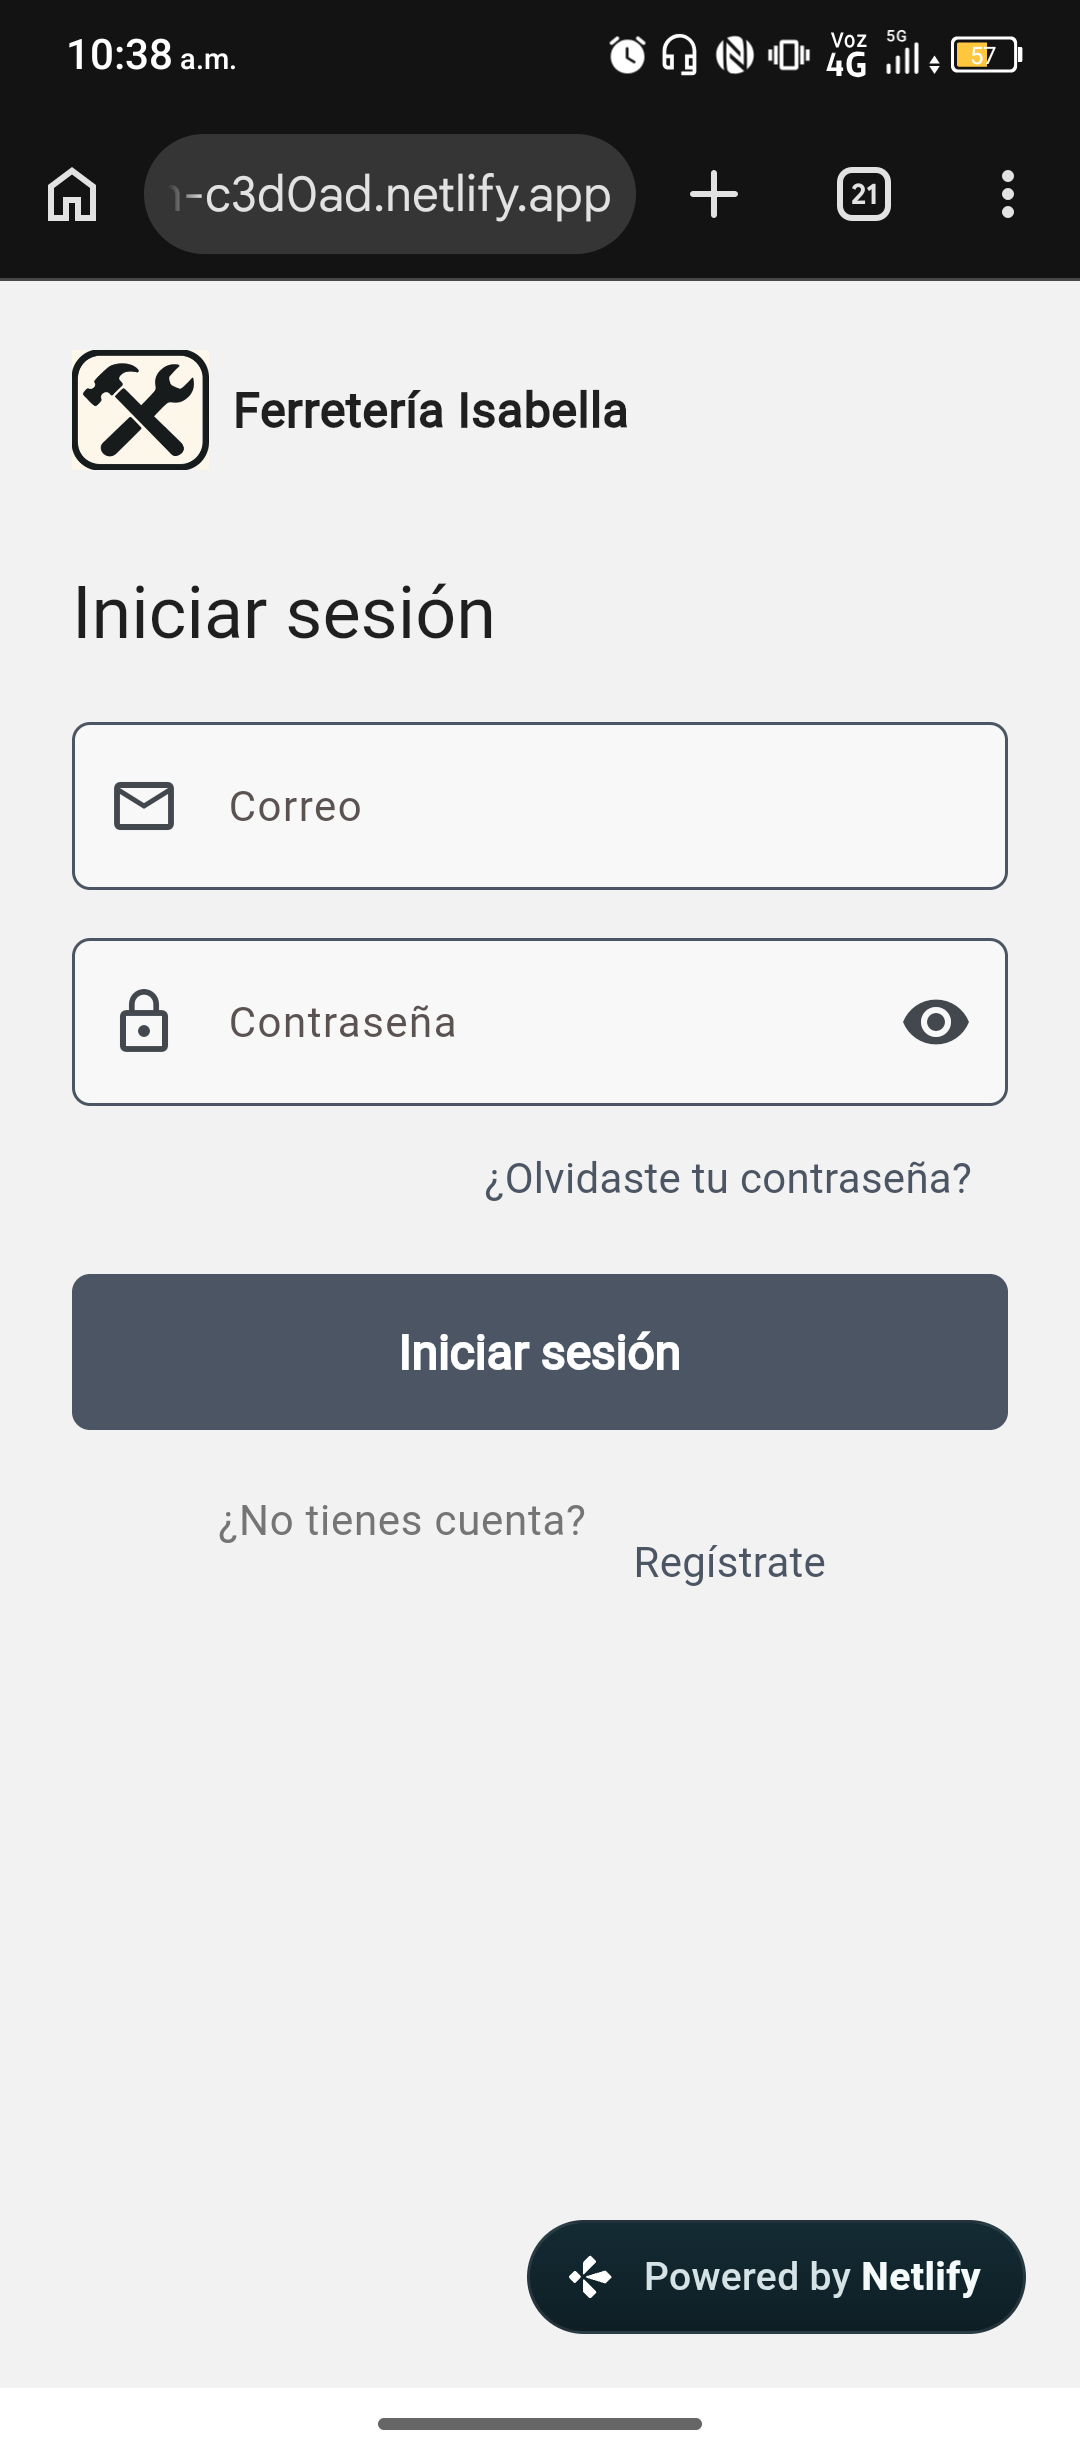 10:38 a.m.
Voz 4G 5G 57
-c3d0ad.netlify.app
21
Ferretería Isabella
Iniciar sesión
Correo
Contraseña
¿Olvidaste tu contraseña?
Iniciar sesión
¿No tienes cuenta?
Regístrate
Powered by Netlify